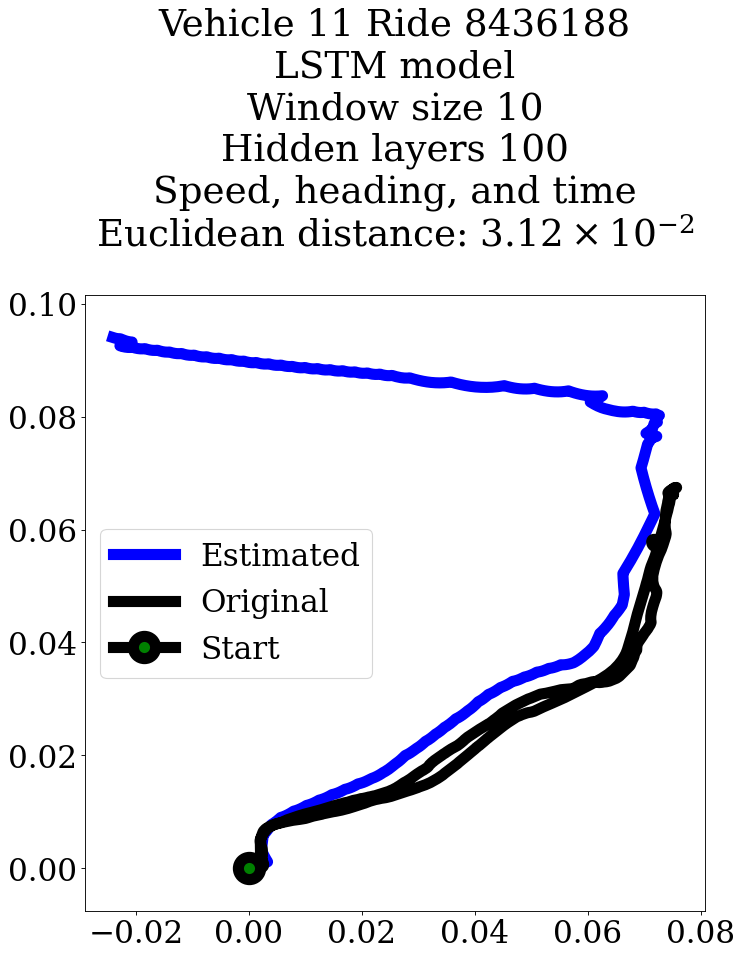 Vehicle 11 Ride 8436188
LSTM model
Window size 10
Hidden layers 100
Speed, heading, and time
Euclidean distance: 3.12 × 10⁻²
0.10
0.08
0.06
0.04
0.02
0.00
Estimated
Original
Start
−0.02 0.00 0.02 0.04 0.06 0.08